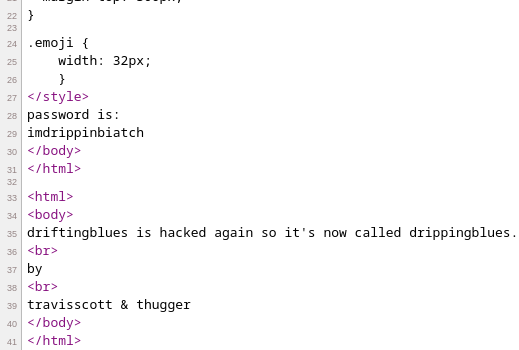 22 }
23
24 .emoji {
25 width: 32px;
26 }
27 </style>
28 password is:
29 imdrippinbiatch
30 </body>
31 </html>
32
33 <html>
34 <body>
35 driftingblues is hacked again so it's now called drippingblues.
36 <br>
37 by
38 <br>
39 travisscott & thugger
40 </body>
41 </html>